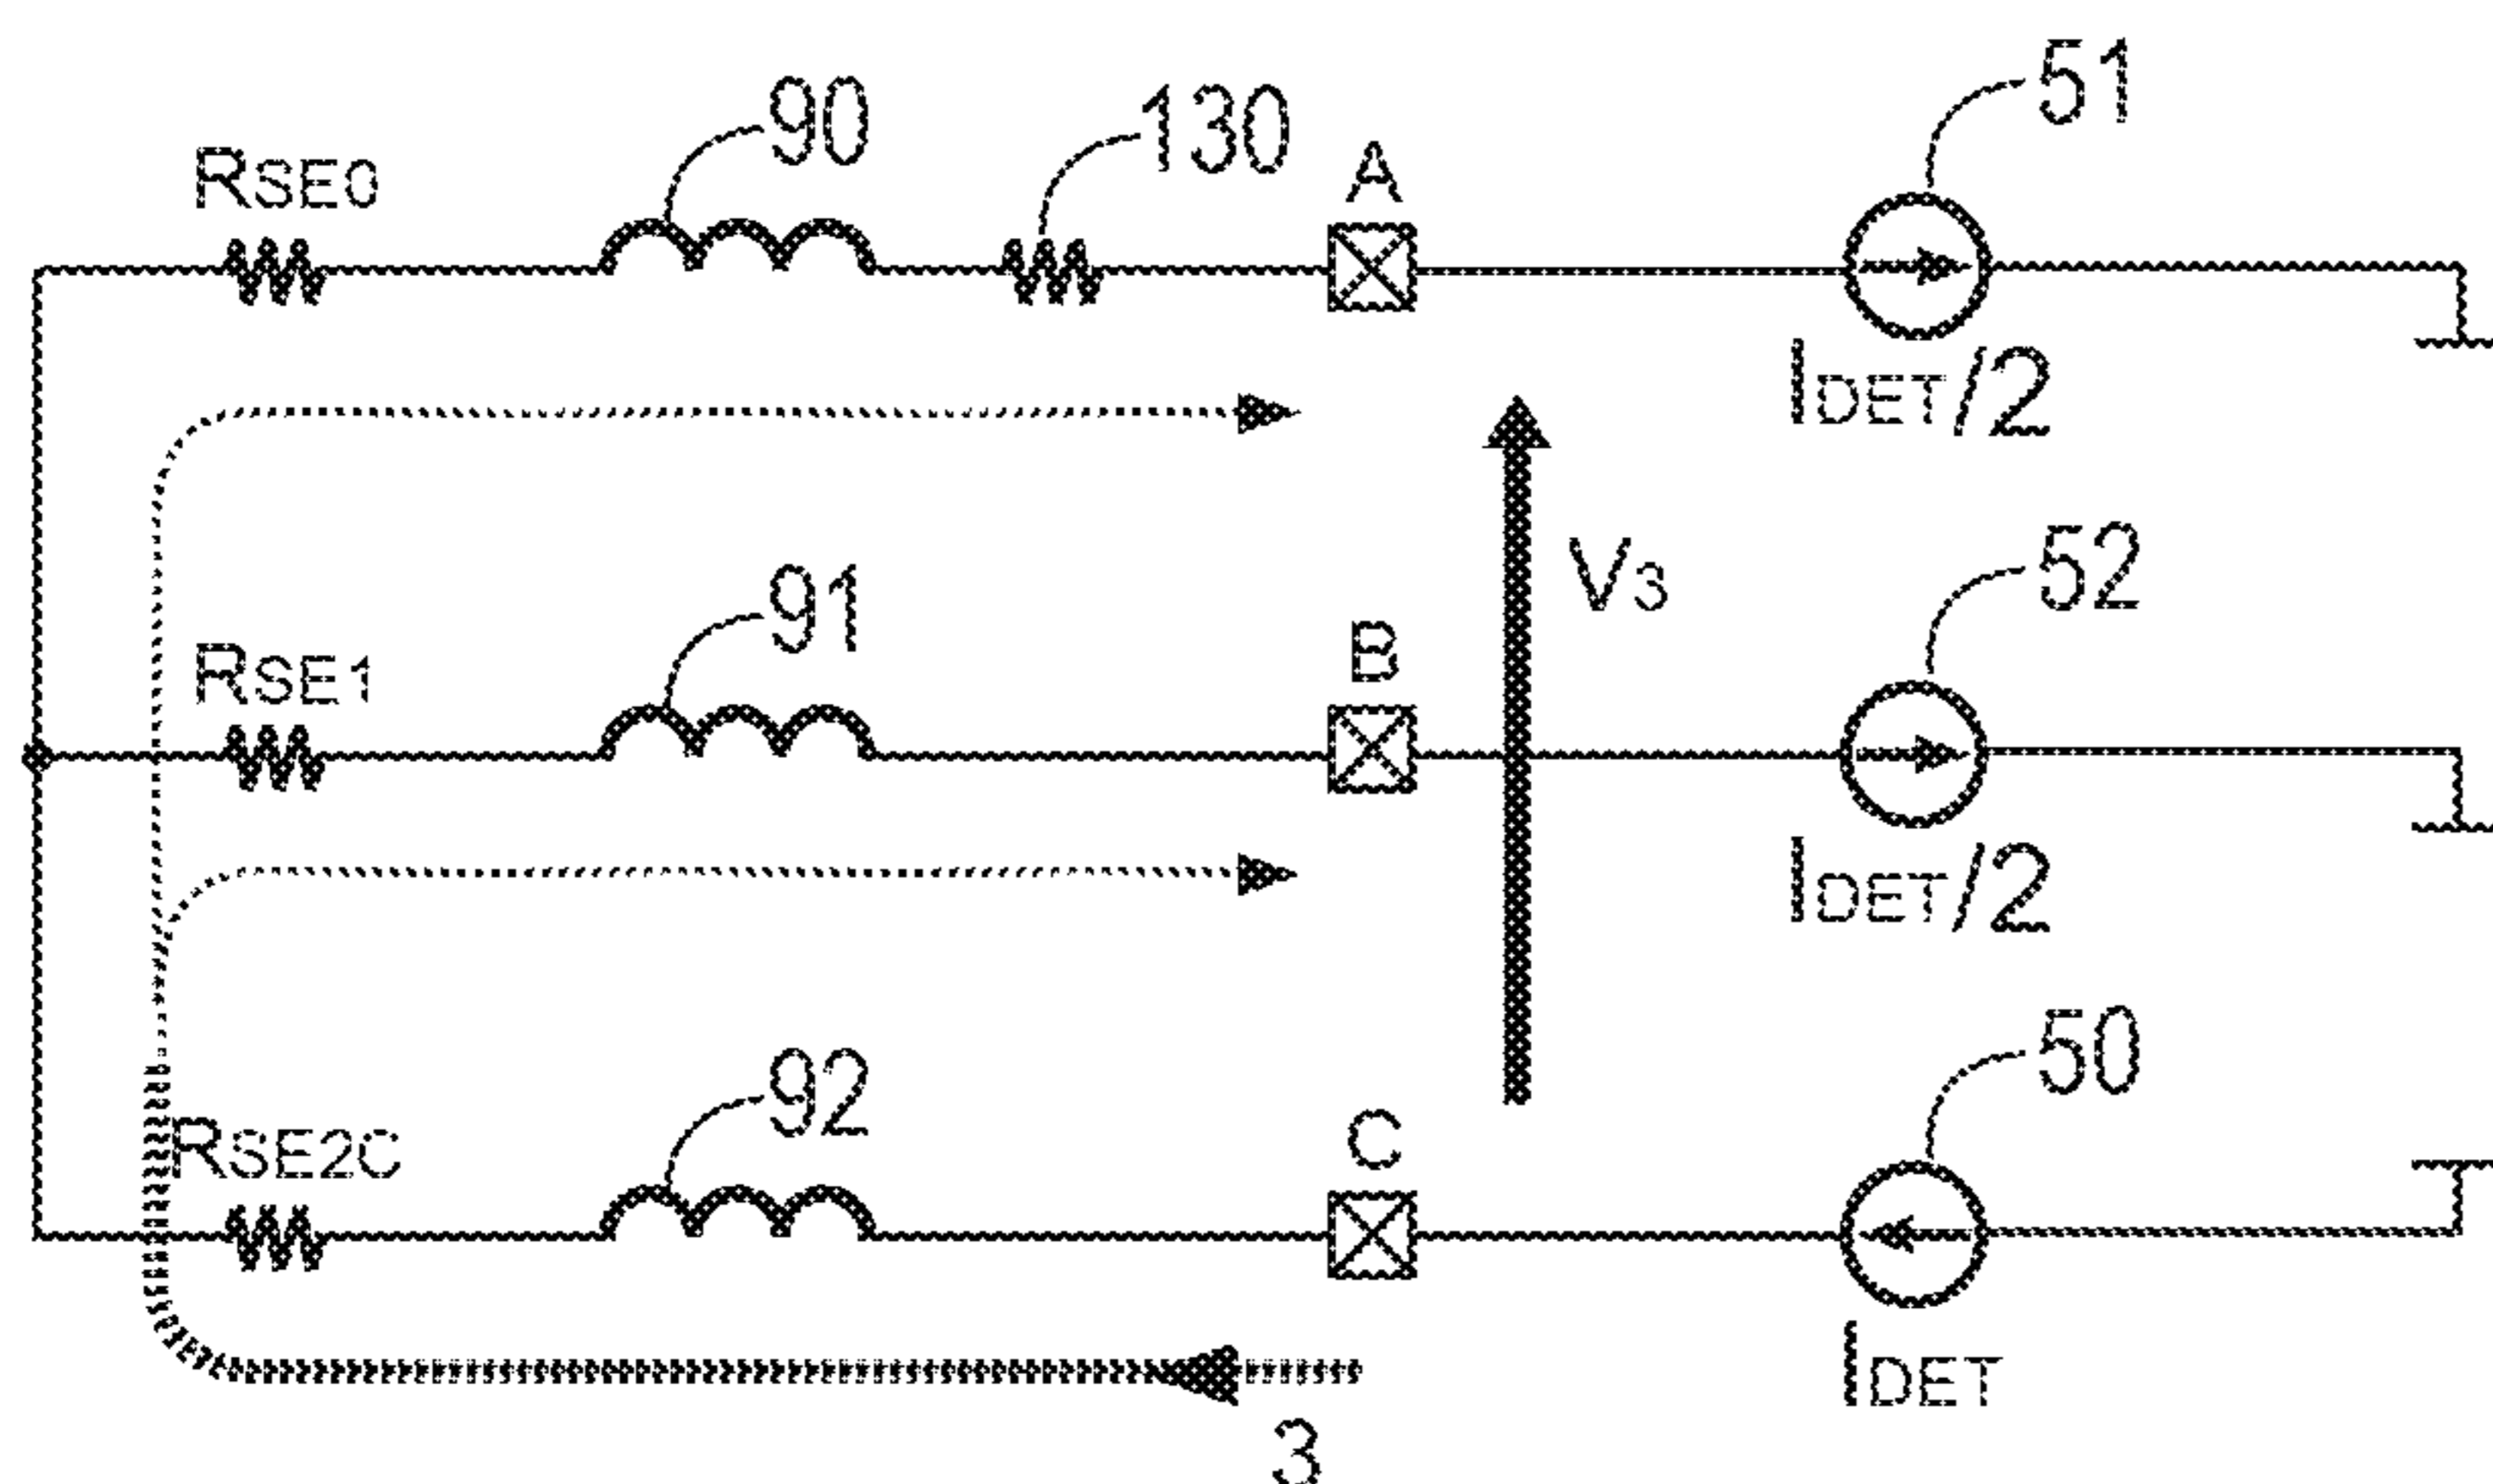 51
90
130
RSE0
A
IDET/2
52
91
V3
B
RSE1
IDET/2
50
92
C
RSE2C
IDET
3